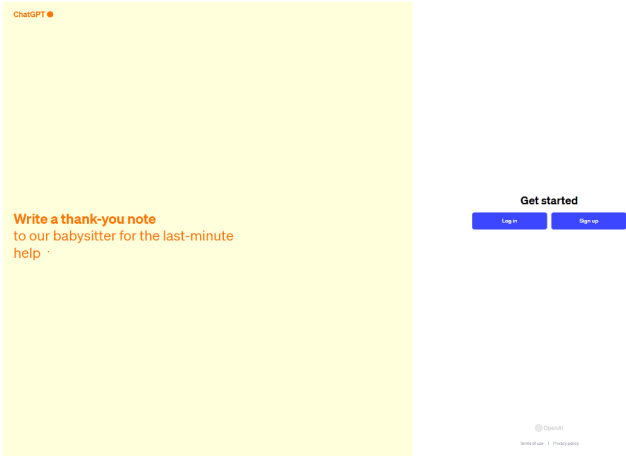 ChatGPT
Write a thank-you note
to our babysitter for the last-minute
help
Get started
Log in
Sign up
OpenAI
Terms of use | Privacy policy